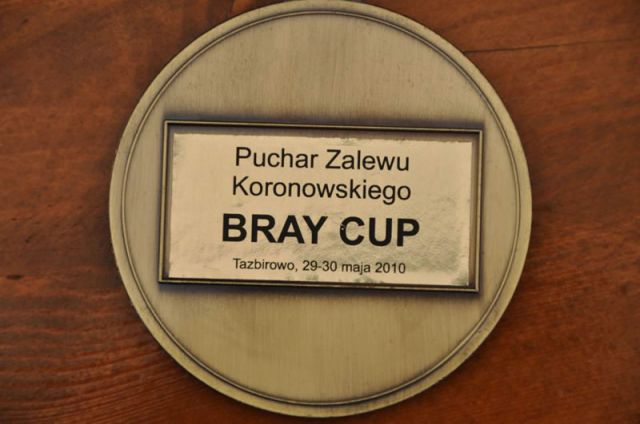 Puchar Zalewu
Koronowskiego
BRAY CUP
Tazbirowo, 29-30 maja 2010